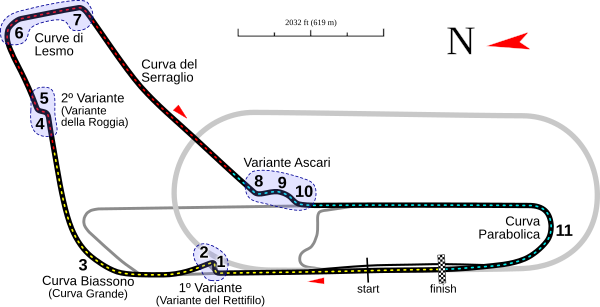 2032 ft (619 m)
N
6
7
Curve di
Lesmo
Curva del
Serraglio
5
4
2º Variante
(Variante
della Roggia)
Variante Ascari
8
9
10
Curva
Parabolica
11
3
Curva Biassono
(Curva Grande)
2
1
1º Variante
(Variante del Rettifilo)
start
finish